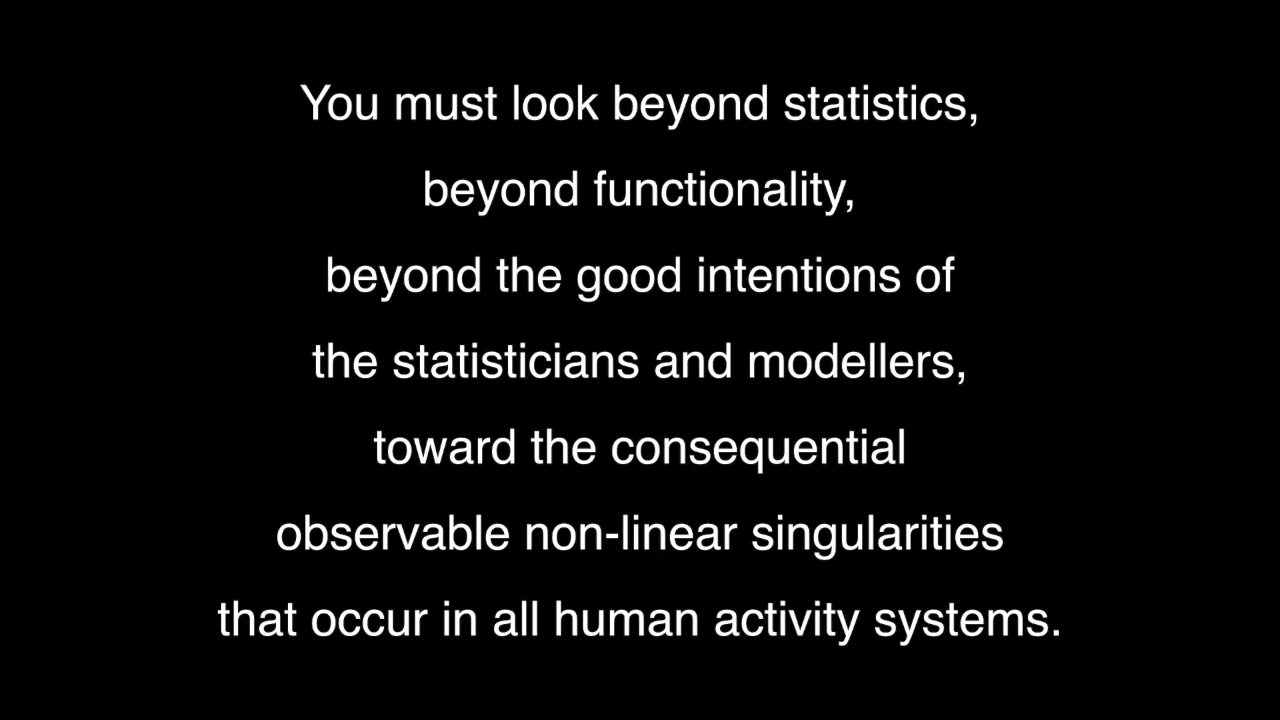 You must look beyond statistics,
beyond functionality,
beyond the good intentions of
the statisticians and modellers,
toward the consequential
observable non-linear singularities
that occur in all human activity systems.